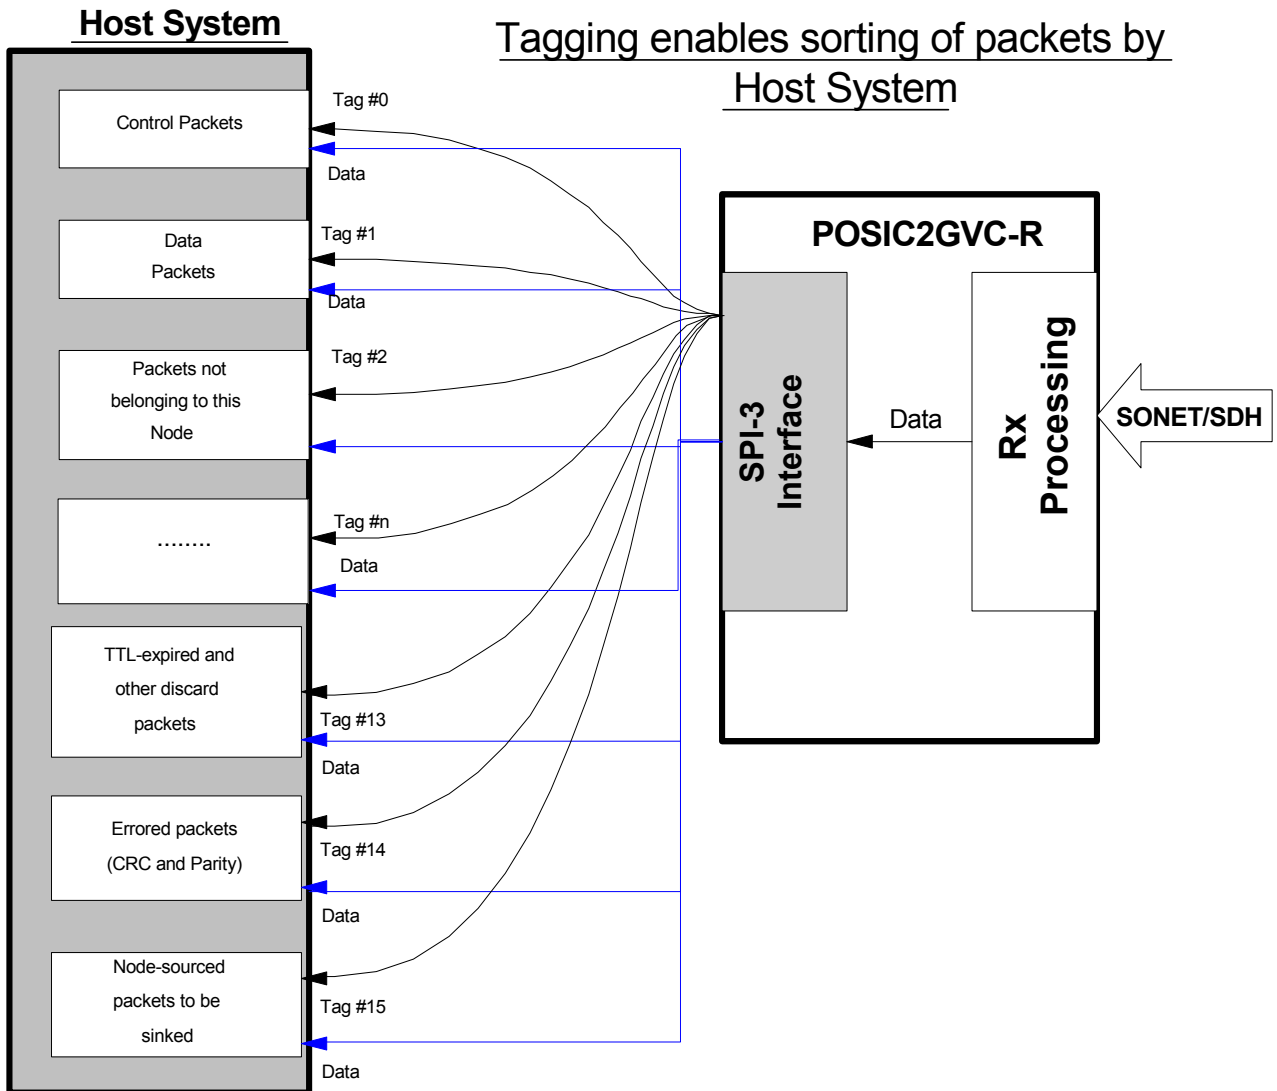 Host System
Tagging enables sorting of packets by
Host System
Tag #0
Control Packets
Data
Tag #1
Data
Packets
Data
Tag #2
Packets not
belonging to this
Node
Tag #n
........
Data
TTL-expired and
other discard
packets
Tag #13
Data
Errored packets
(CRC and Parity)
Tag #14
Data
Node-sourced
packets to be
sinked
Tag #15
Data
POSIC2GVC-R
SPI-3
Interface
Data
Rx
Processing
SONET/SDH